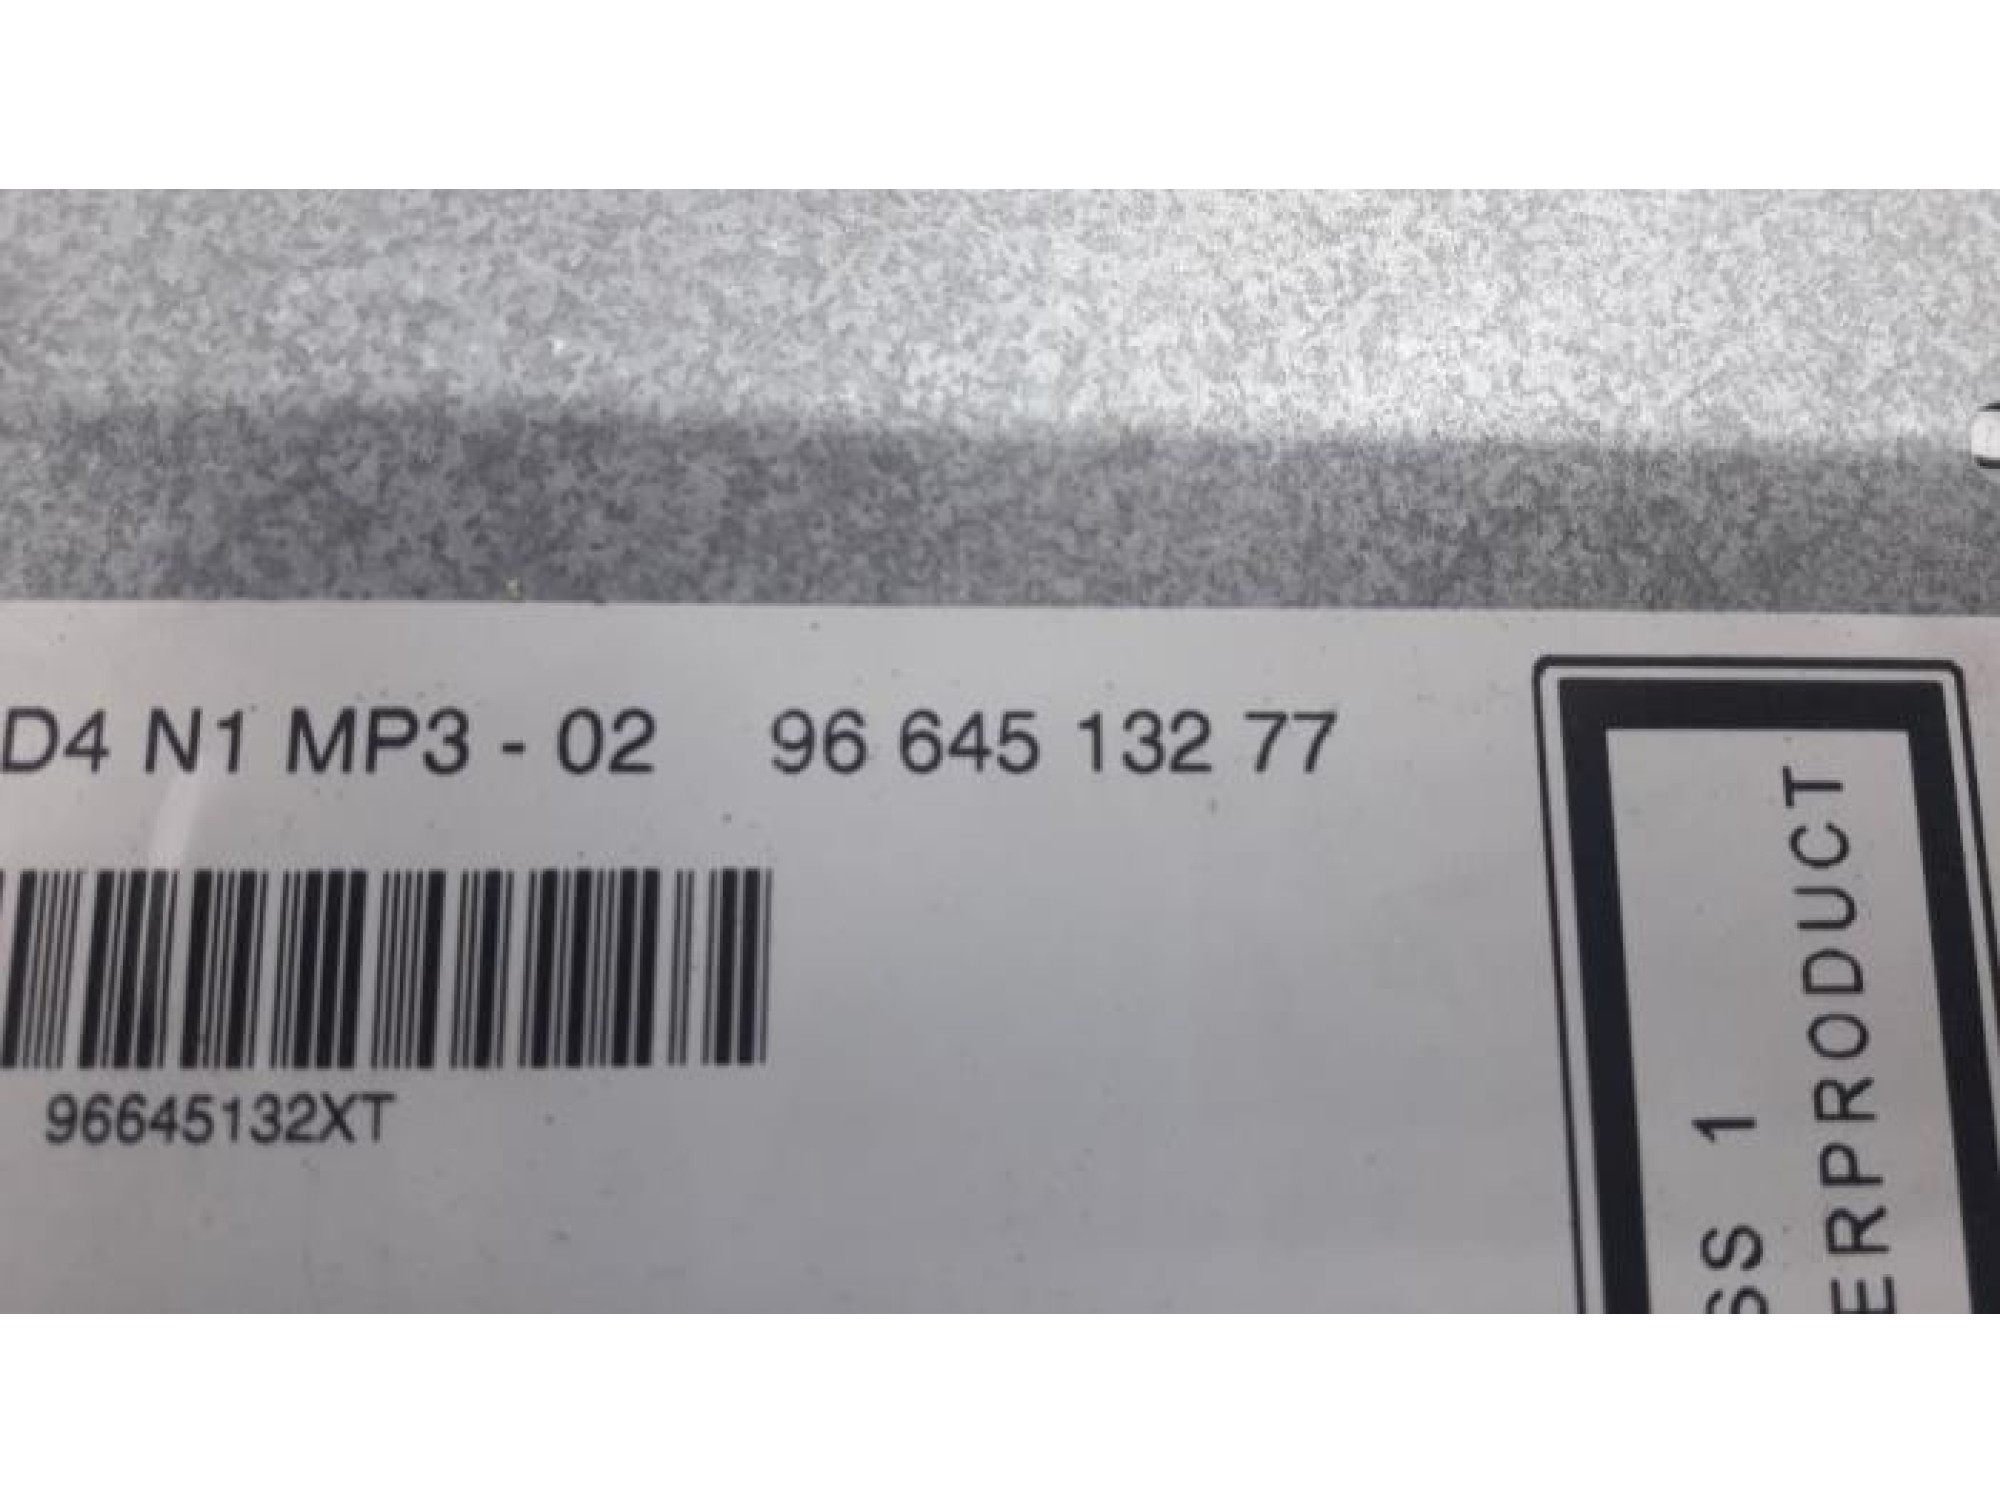 D4 N1 MP3 - 02 96 645 132 77
96645132XT
SS 1
ERPRODUCT